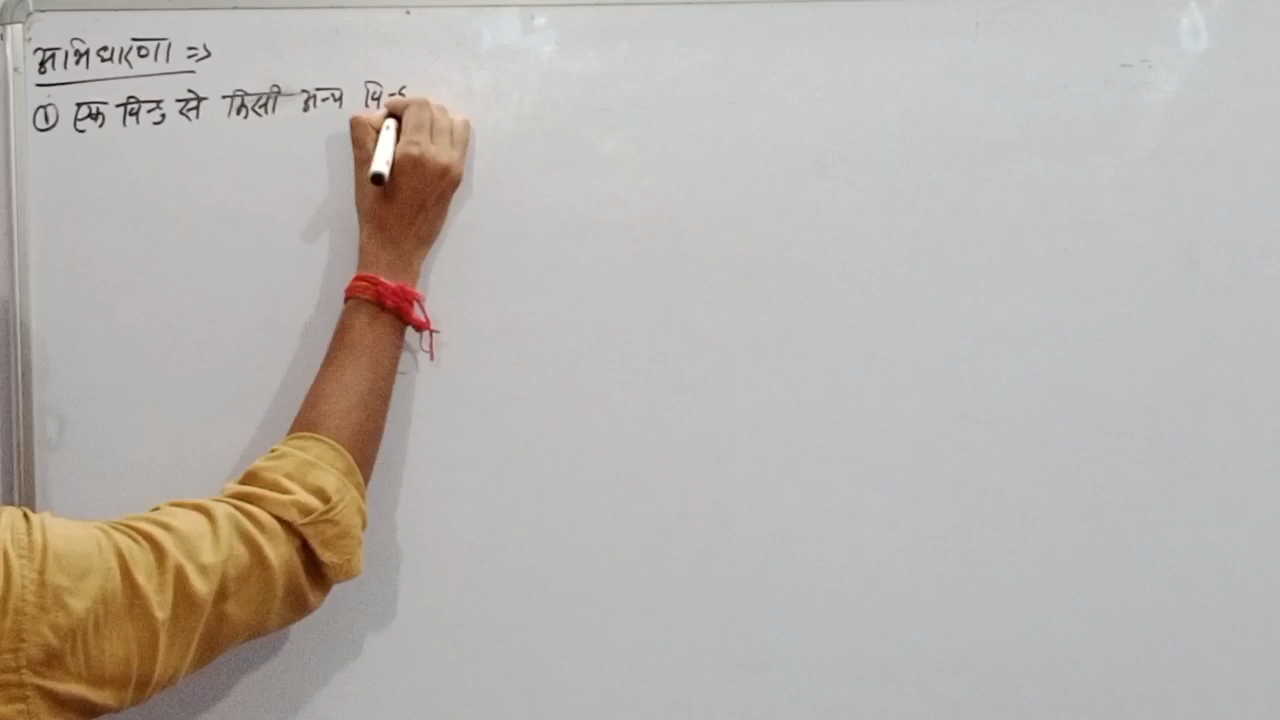 अभिधारणा =>
① एक बिन्दु से किसी अन्य बिन्द